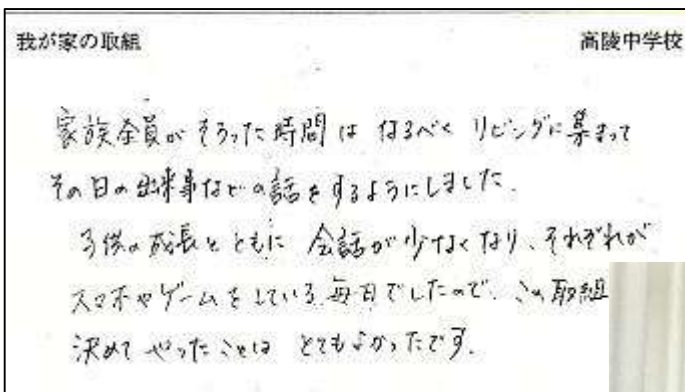 我が家の取組 高陵中学校
家族全員がそろった時間は なるべく リビングに集まって
その日の出来事などの話をするようにしました.
子供の成長とともに 会話が少なくなり、それぞれが
スマホやゲームをしている毎日でしたので、この取組
決めて やったことは とてもよかったです.